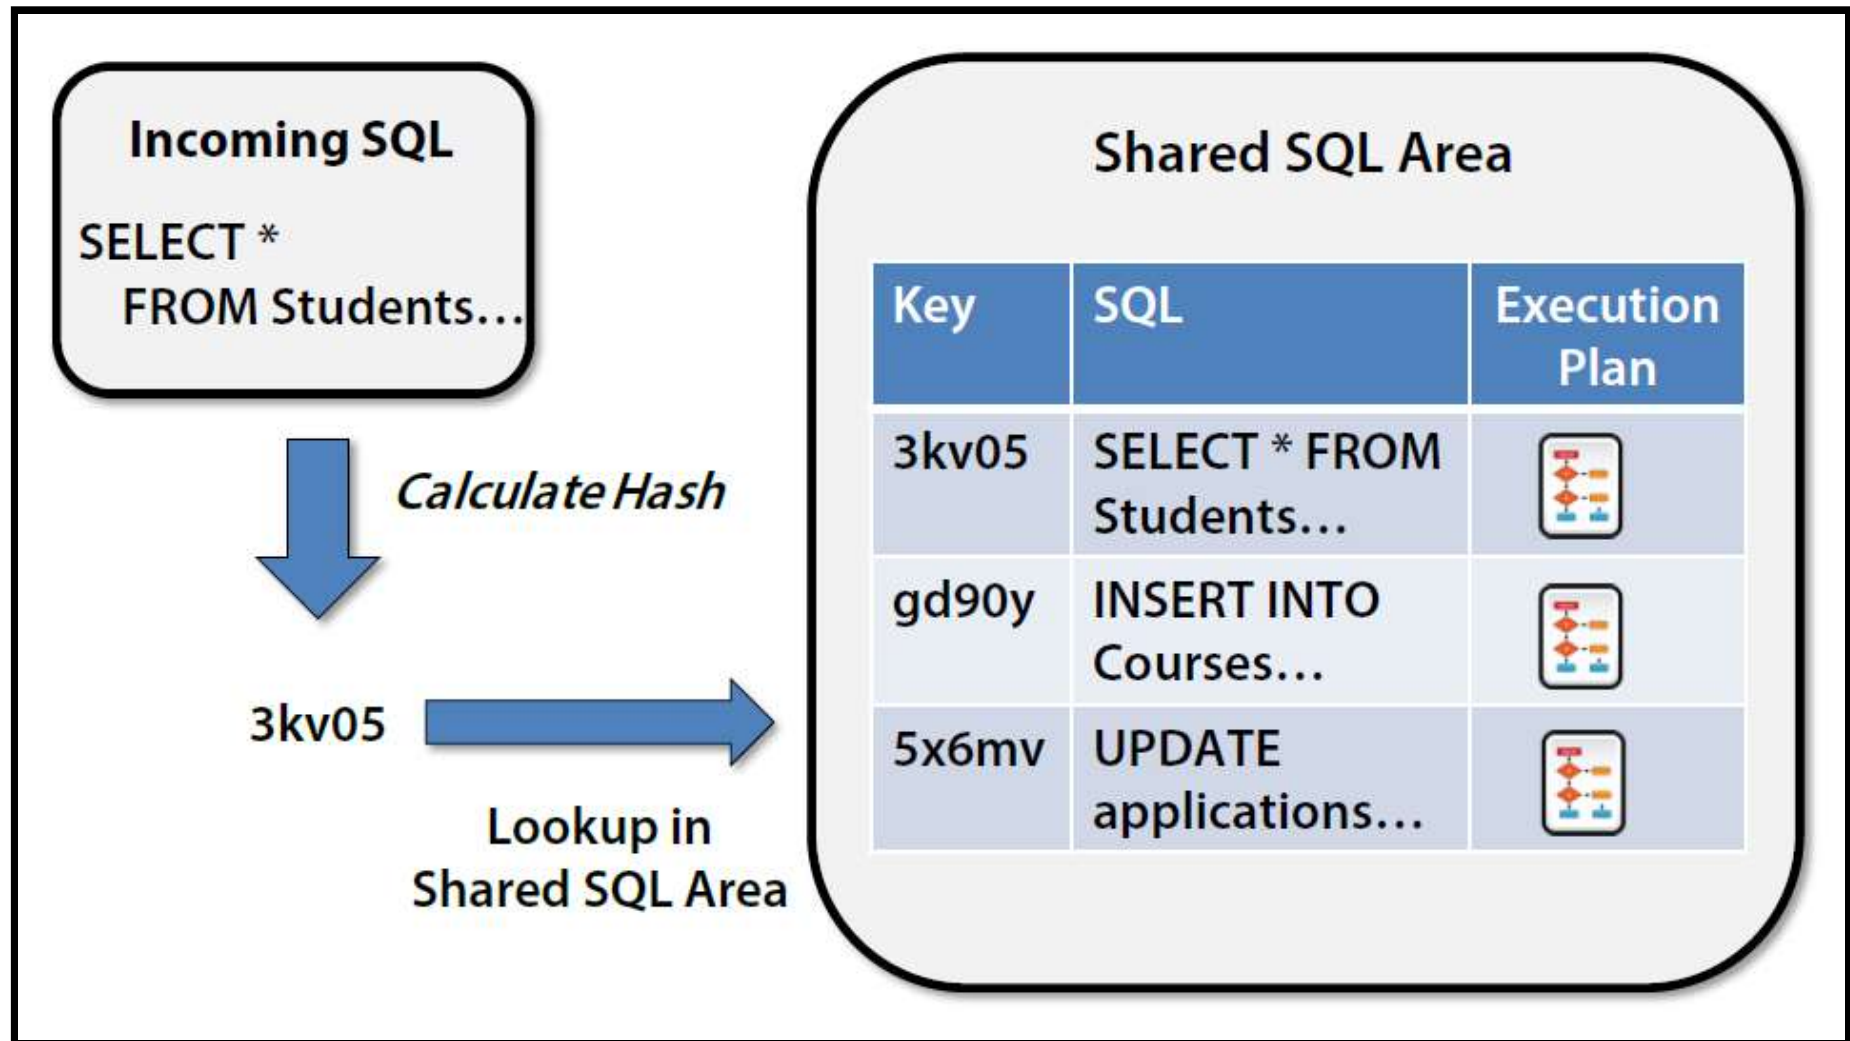 Incoming SQL
SELECT *
FROM Students...
Calculate Hash
3kv05
Lookup in
Shared SQL Area
Shared SQL Area
Key SQL Execution
Plan
3kv05 SELECT * FROM
Students...
gd90y INSERT INTO
Courses...
5x6mv UPDATE
applications...